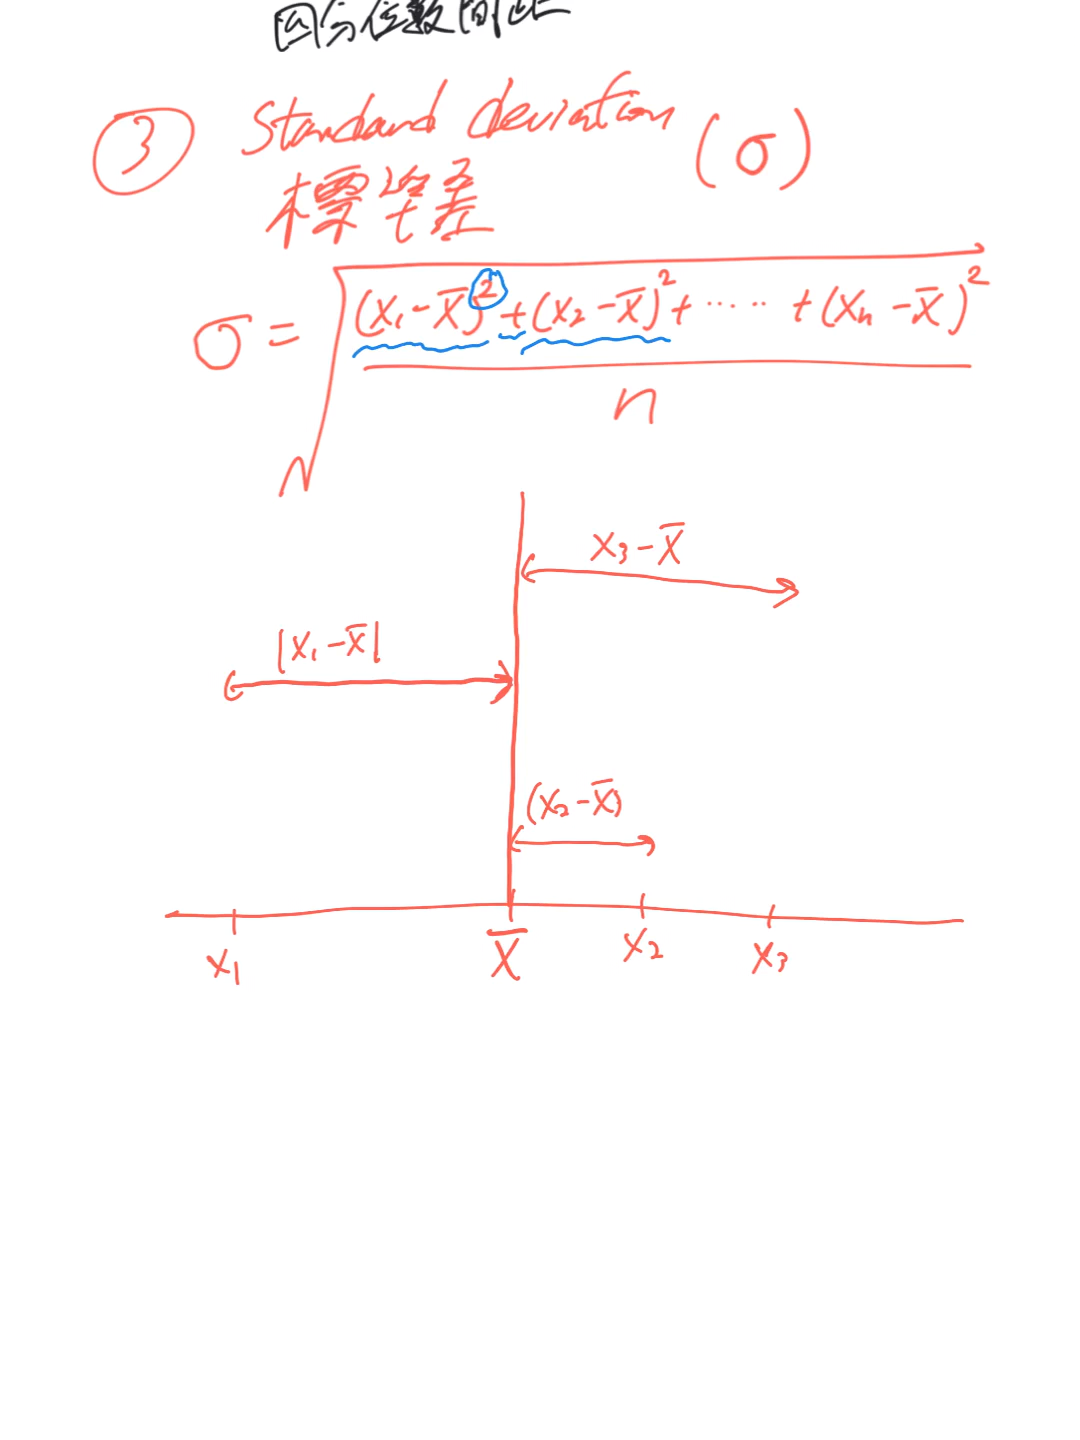 四分位數間距
③ Standard deviation (σ)
標準差
σ = √(((x₁-x̄)²+(x₂-x̄)²+⋯⋯+(xₙ-x̄)²)/n)
x₃-x̄
|x₁-x̄|
(x₂-x̄)
x₁ x̄ x₂ x₃